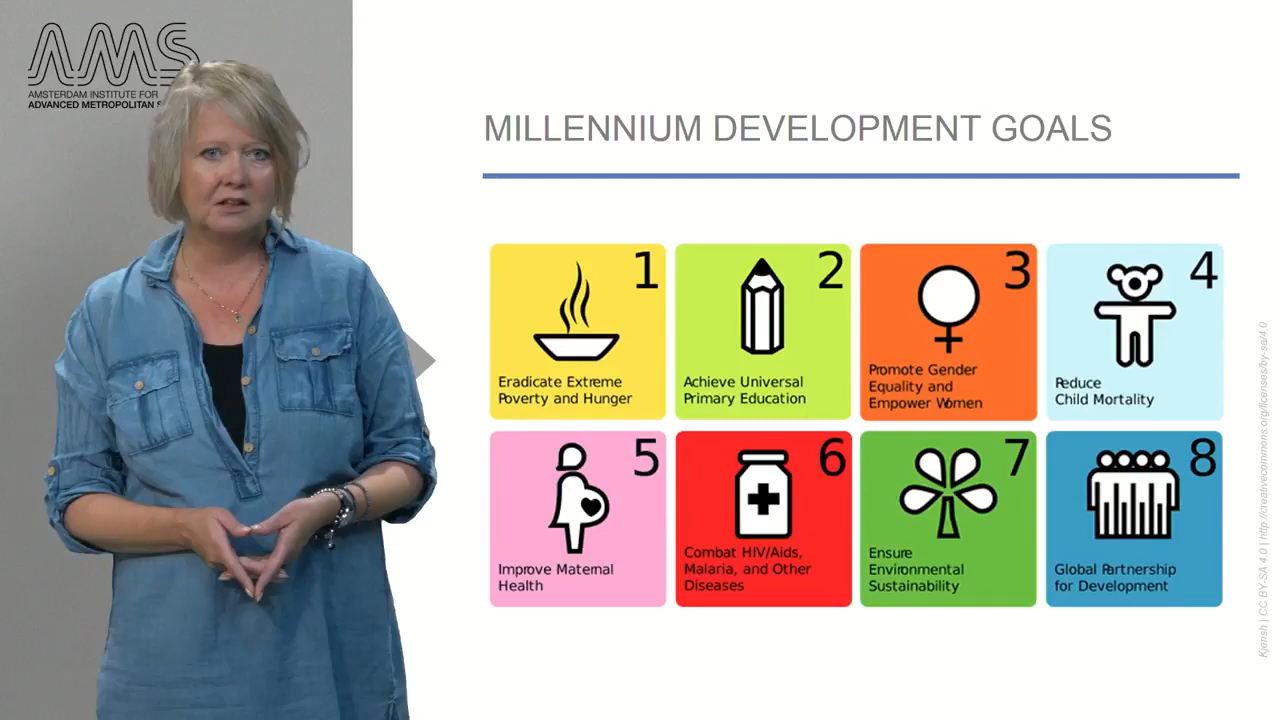 AMS
AMSTERDAM INSTITUTE FOR
ADVANCED METROPOLITAN S
MILLENNIUM DEVELOPMENT GOALS
1
Eradicate Extreme
Poverty and Hunger
2
Achieve Universal
Primary Education
3
Promote Gender
Equality and
Empower Women
4
Reduce
Child Mortality
5
Improve Maternal
Health
6
Combat HIV/Aids,
Malaria, and Other
Diseases
7
Ensure
Environmental
Sustainability
8
Global Partnership
for Development
Kjerish | CC BY-SA 4.0 | http://creativecommons.org/licenses/by-sa/4.0